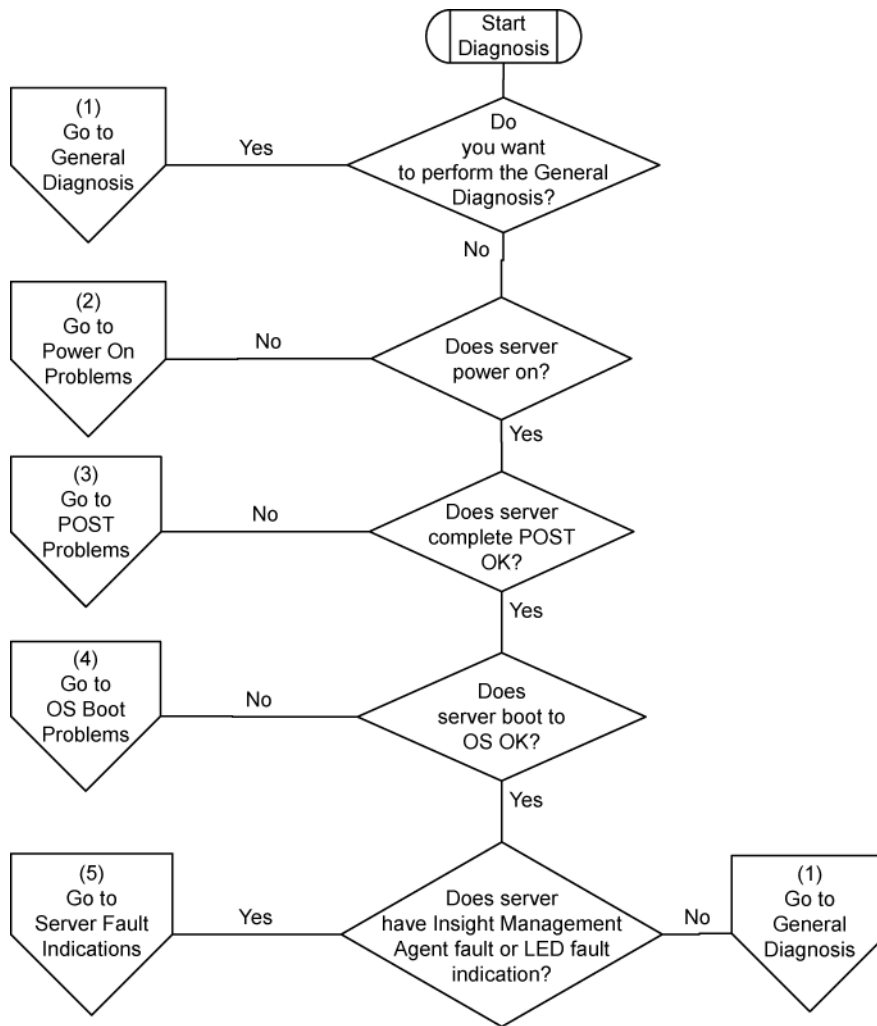 Start
Diagnosis
(1)
Go to
General
Diagnosis
Yes
Do
you want
to perform the General
Diagnosis?
No
(2)
Go to
Power On
Problems
No
Does server
power on?
Yes
(3)
Go to
POST
Problems
No
Does server
complete POST
OK?
Yes
(4)
Go to
OS Boot
Problems
No
Does
server boot to
OS OK?
Yes
(5)
Go to
Server Fault
Indications
Yes
Does server
have Insight Management
Agent fault or LED fault
indication?
No
(1)
Go to
General
Diagnosis